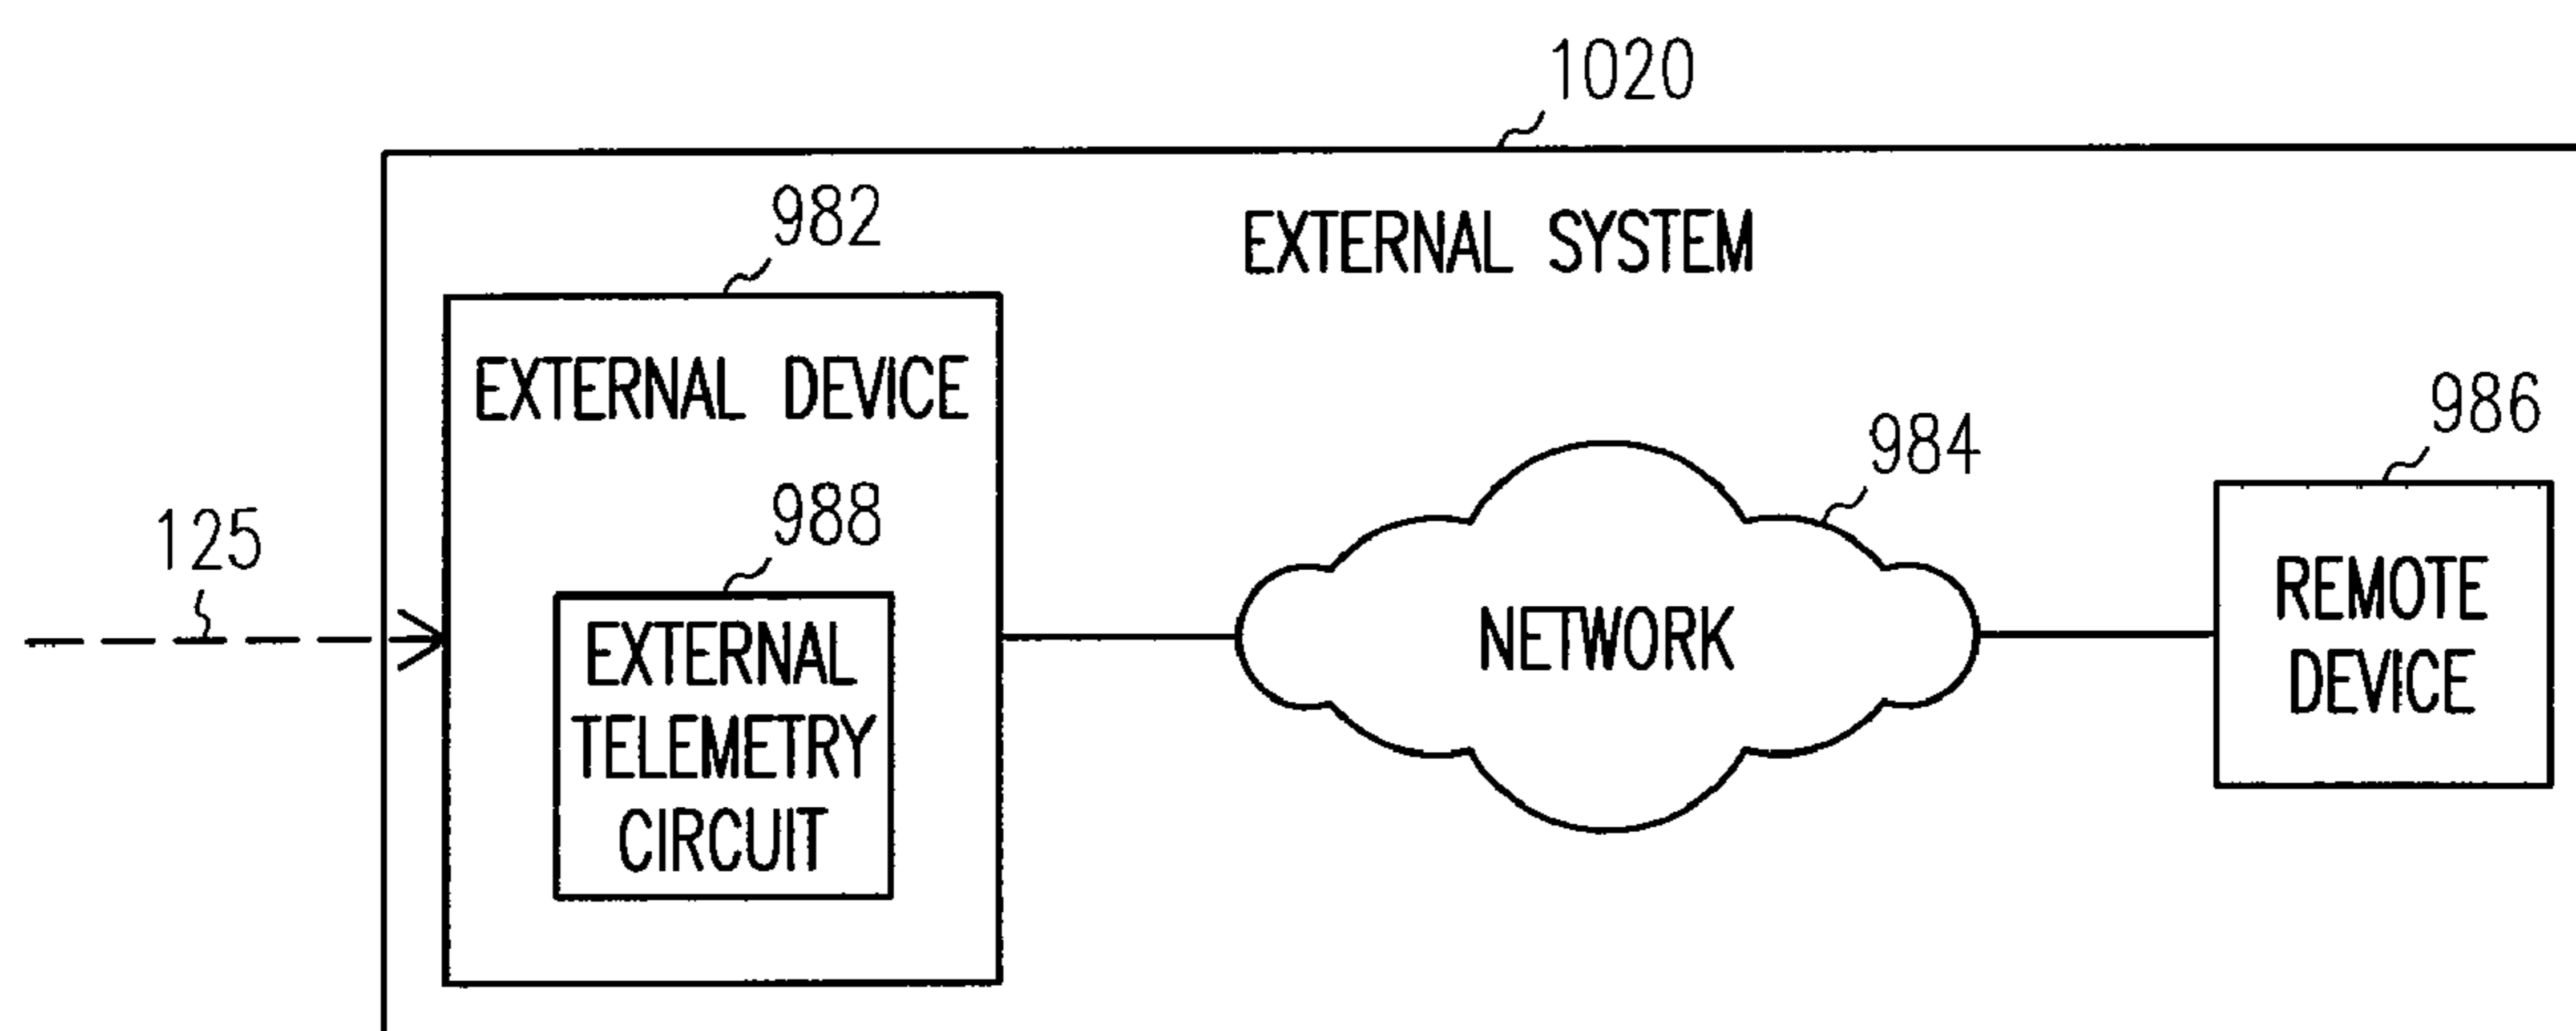 1020
982
EXTERNAL SYSTEM
EXTERNAL DEVICE
986
984
988
125
EXTERNAL
TELEMETRY
CIRCUIT
NETWORK
REMOTE
DEVICE